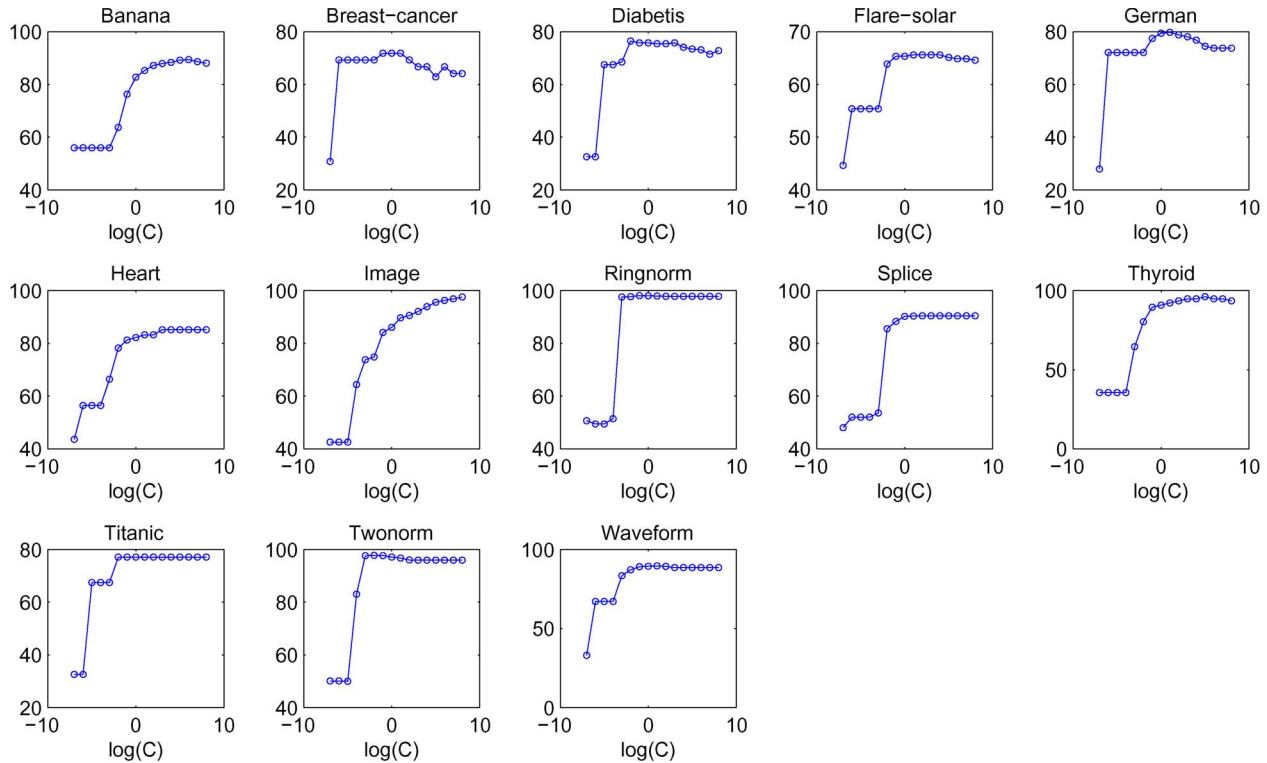 Banana
100
80
60
40
−10 0 10
log(C)
Breast−cancer
80
60
40
20
−10 0 10
log(C)
Diabetis
80
60
40
20
−10 0 10
log(C)
Flare−solar
70
60
50
40
−10 0 10
log(C)
German
80
60
40
20
−10 0 10
log(C)
Heart
100
80
60
40
−10 0 10
log(C)
Image
100
80
60
40
−10 0 10
log(C)
Ringnorm
100
80
60
40
−10 0 10
log(C)
Splice
100
80
60
40
−10 0 10
log(C)
Thyroid
100
50
0
−10 0 10
log(C)
Titanic
80
60
40
20
−10 0 10
log(C)
Twonorm
100
80
60
40
−10 0 10
log(C)
Waveform
100
50
0
−10 0 10
log(C)